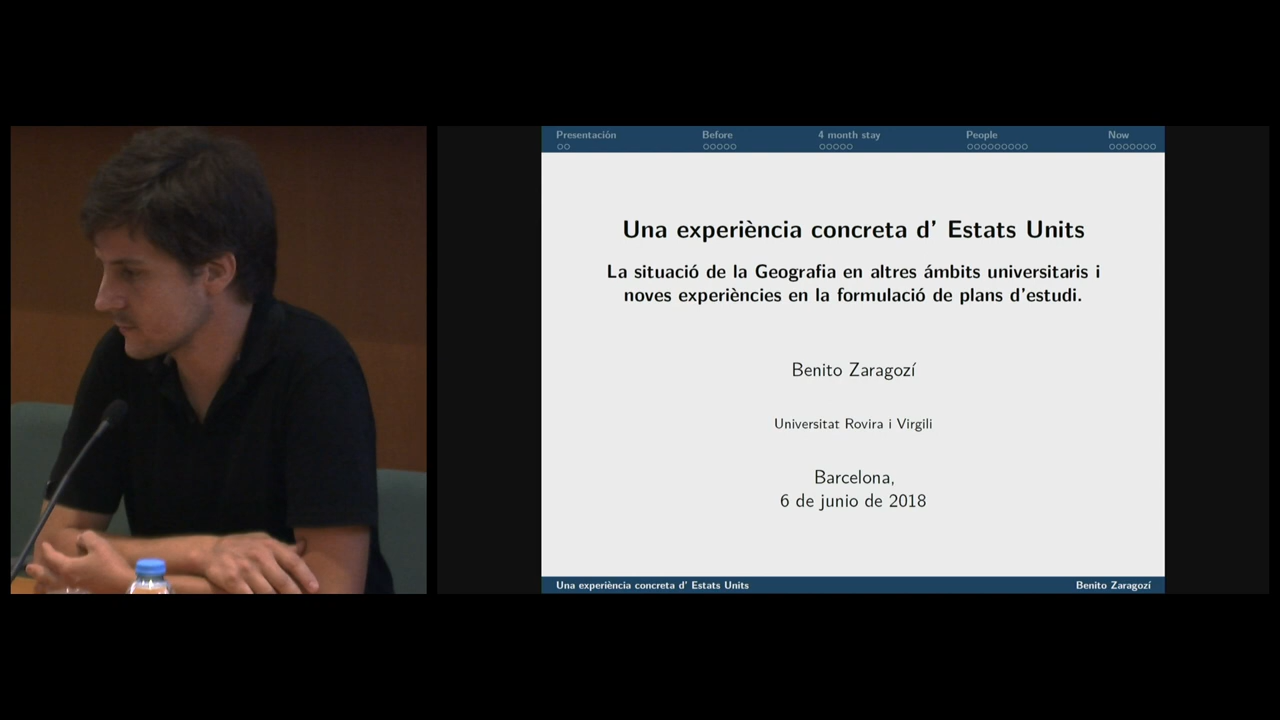 Presentación Before 4 month stay People Now
Una experiència concreta d' Estats Units
La situació de la Geografia en altres ámbits universitaris i
noves experiències en la formulació de plans d'estudi.
Benito Zaragozí
Universitat Rovira i Virgili
Barcelona,
6 de junio de 2018
Una experiència concreta d' Estats Units Benito Zaragozí